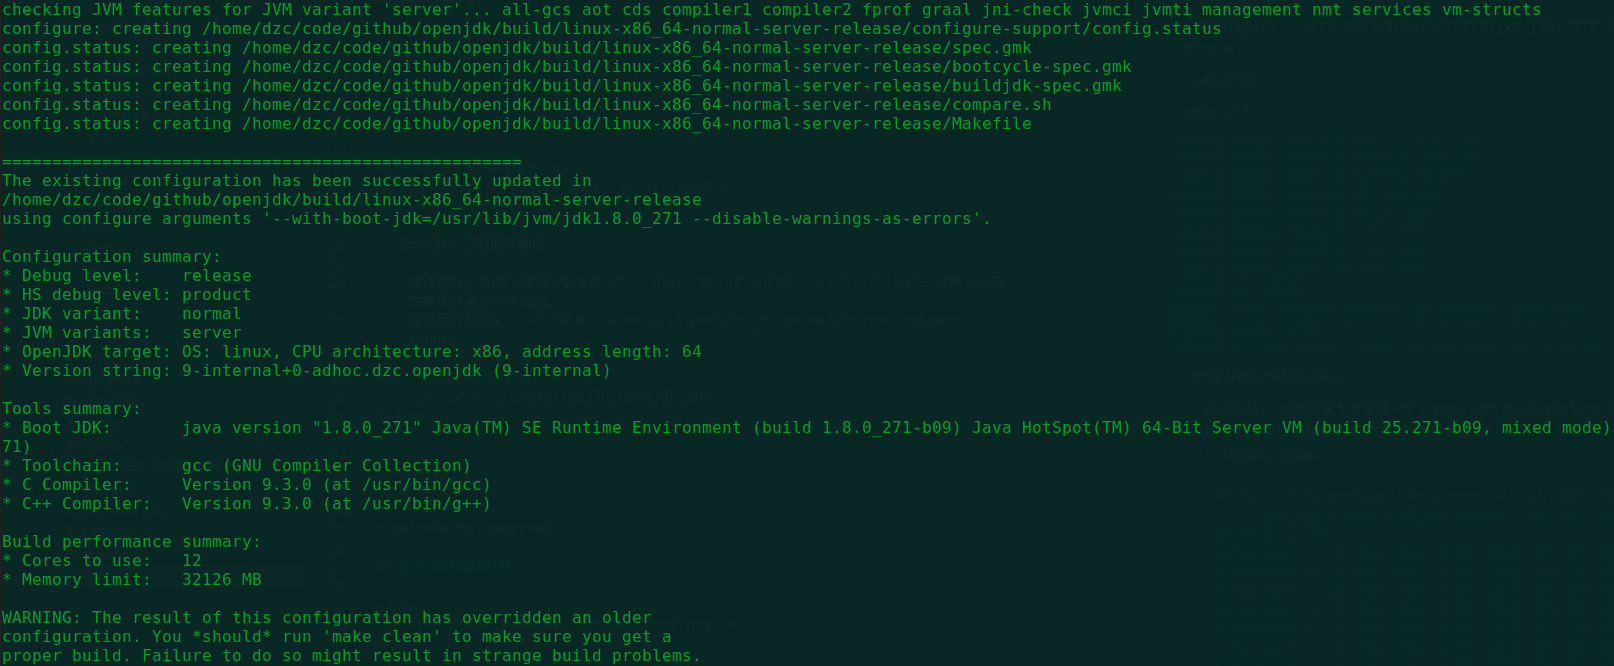 checking JVM features for JVM variant 'server'... all-gcs aot cds compiler1 compiler2 fprof graal jni-check jvmci jvmti management nmt services vm-structs
configure: creating /home/dzc/code/github/openjdk/build/linux-x86_64-normal-server-release/configure-support/config.status
config.status: creating /home/dzc/code/github/openjdk/build/linux-x86_64-normal-server-release/spec.gmk
config.status: creating /home/dzc/code/github/openjdk/build/linux-x86_64-normal-server-release/bootcycle-spec.gmk
config.status: creating /home/dzc/code/github/openjdk/build/linux-x86_64-normal-server-release/buildjdk-spec.gmk
config.status: creating /home/dzc/code/github/openjdk/build/linux-x86_64-normal-server-release/compare.sh
config.status: creating /home/dzc/code/github/openjdk/build/linux-x86_64-normal-server-release/Makefile
====================================================
The existing configuration has been successfully updated in
/home/dzc/code/github/openjdk/build/linux-x86_64-normal-server-release
using configure arguments '--with-boot-jdk=/usr/lib/jvm/jdk1.8.0_271 --disable-warnings-as-errors'.
Configuration summary:
* Debug level:    release
* HS debug level: product
* JDK variant:    normal
* JVM variants:   server
* OpenJDK target: OS: linux, CPU architecture: x86, address length: 64
* Version string: 9-internal+0-adhoc.dzc.openjdk (9-internal)
Tools summary:
* Boot JDK:       java version "1.8.0_271" Java(TM) SE Runtime Environment (build 1.8.0_271-b09) Java HotSpot(TM) 64-Bit Server VM (build 25.271-b09, mixed mode)
71)
* Toolchain:      gcc (GNU Compiler Collection)
* C Compiler:     Version 9.3.0 (at /usr/bin/gcc)
* C++ Compiler:   Version 9.3.0 (at /usr/bin/g++)
Build performance summary:
* Cores to use:   12
* Memory limit:   32126 MB
WARNING: The result of this configuration has overridden an older
configuration. You *should* run 'make clean' to make sure you get a
proper build. Failure to do so might result in strange build problems.